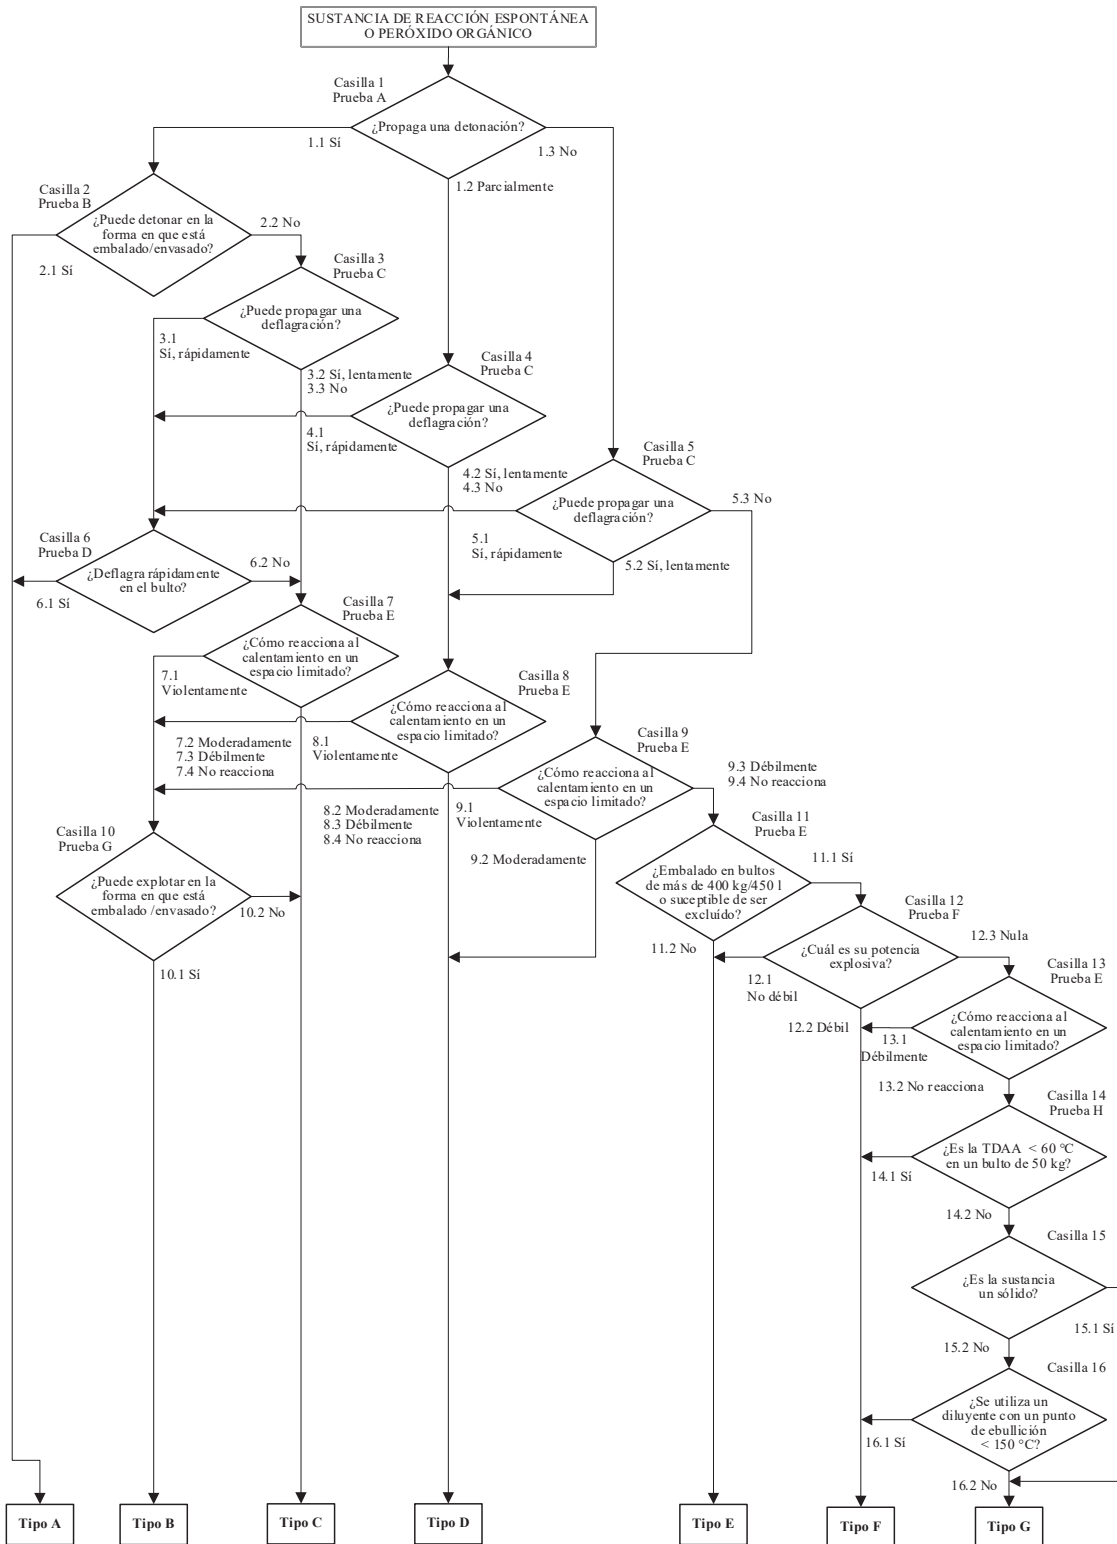 SUSTANCIA DE REACCIÓN ESPONTÁNEA
O PERÓXIDO ORGÁNICO
Casilla 1
Prueba A
¿Propaga una detonación?
1.1 Sí
1.3 No
1.2 Parcialmente
Casilla 2
Prueba B
¿Puede detonar en la
forma en que está
embalado/envasado?
2.2 No
2.1 Sí
Casilla 3
Prueba C
¿Puede propagar una
deflagración?
3.1
Sí, rápidamente
3.2 Sí, lentamente
3.3 No
Casilla 4
Prueba C
¿Puede propagar una
deflagración?
4.1
Sí, rápidamente
4.2 Sí, lentamente
4.3 No
Casilla 5
Prueba C
¿Puede propagar una
deflagración?
5.3 No
5.1
Sí, rápidamente
5.2 Sí, lentamente
Casilla 6
Prueba D
¿Deflagra rápidamente
en el bulto?
6.2 No
6.1 Sí
Casilla 7
Prueba E
¿Cómo reacciona al
calentamiento en un
espacio limitado?
7.1
Violentamente
7.2 Moderadamente
7.3 Débilmente
7.4 No reacciona
Casilla 8
Prueba E
¿Cómo reacciona al
calentamiento en un
espacio limitado?
8.1
Violentamente
8.2 Moderadamente
8.3 Débilmente
8.4 No reacciona
Casilla 9
Prueba E
¿Cómo reacciona al
calentamiento en un
espacio limitado?
9.3 Débilmente
9.4 No reacciona
9.1
Violentamente
9.2 Moderadamente
Casilla 10
Prueba G
¿Puede explotar en la
forma en que está
embalado /envasado?
10.2 No
10.1 Sí
Casilla 11
Prueba E
¿Embalado en bultos
de más de 400 kg/450 l
o suceptible de ser
excluído?
11.1 Sí
11.2 No
Casilla 12
Prueba F
¿Cuál es su potencia
explosiva?
12.3 Nula
12.1
No débil
12.2 Débil
Casilla 13
Prueba E
¿Cómo reacciona al
calentamiento en un
espacio limitado?
13.1
Débilmente
13.2 No reacciona
Casilla 14
Prueba H
¿Es la TDAA < 60 °C
en un bulto de 50 kg?
14.1 Sí
14.2 No
Casilla 15
¿Es la sustancia
un sólido?
15.1 Sí
15.2 No
Casilla 16
¿Se utiliza un
diluyente con un punto
de ebullición
< 150 °C?
16.1 Sí
16.2 No
Tipo A
Tipo B
Tipo C
Tipo D
Tipo E
Tipo F
Tipo G